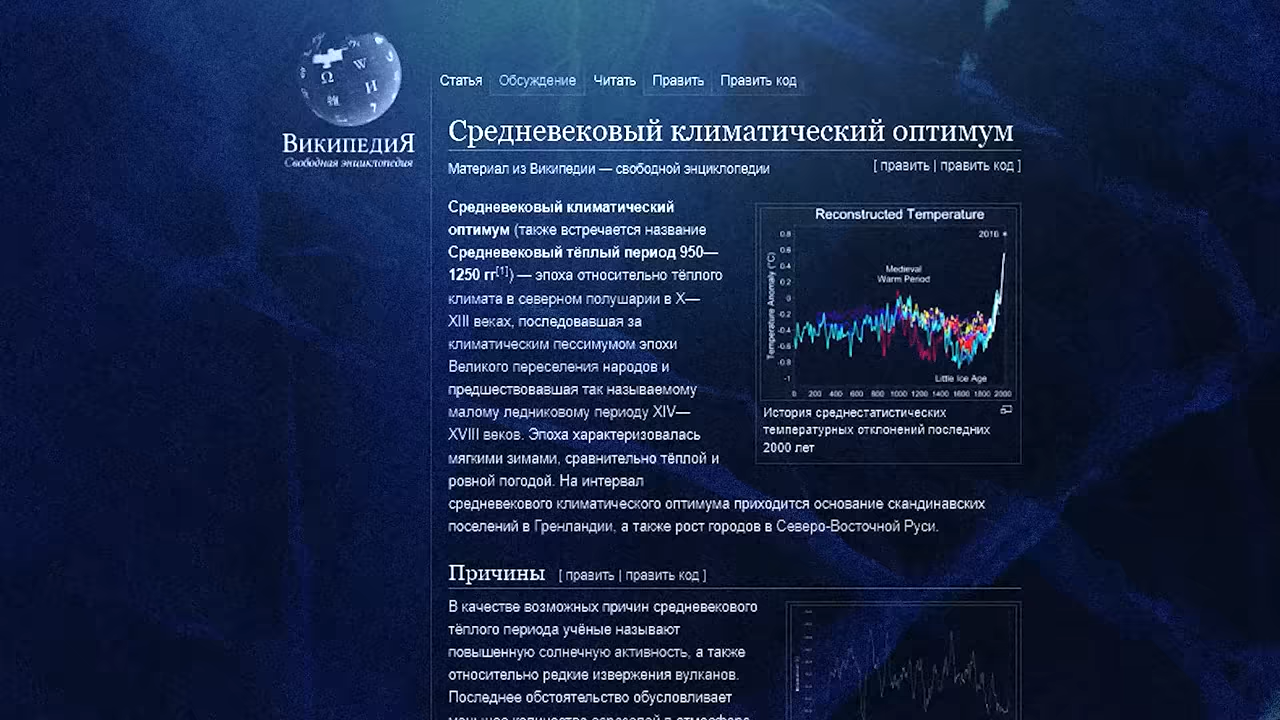 ВикипедиЯ
Свободная энциклопедия
Статья Обсуждение Читать Править Править код
Средневековый климатический оптимум
Материал из Википедии — свободной энциклопедии
[ править | править код ]
Средневековый климатический
оптимум (также встречается название
Средневековый тёплый период 950—
1250 гг[1]) — эпоха относительно тёплого
климата в северном полушарии в X—
XIII веках, последовавшая за
климатическим пессимумом эпохи
Великого переселения народов и
предшествовавшая так называемому
малому ледниковому периоду XIV—
XVIII веков. Эпоха характеризовалась
мягкими зимами, сравнительно тёплой и
ровной погодой. На интервал
средневекового климатического оптимума приходится основание скандинавских
поселений в Гренландии, а также рост городов в Северо-Восточной Руси.
Reconstructed Temperature
2016
Medieval
Warm Period
Temperature Anomaly (°C)
0.8
0.6
0.4
0.2
0
-0.2
-0.4
-0.6
-0.8
-1
Little Ice Age
0 200 400 600 800 1000 1200 1400 1600 1800 2000
История среднестатистических
температурных отклонений последних
2000 лет
Причины [ править | править код ]
В качестве возможных причин средневекового
тёплого периода учёные называют
повышенную солнечную активность, а также
относительно редкие извержения вулканов.
Последнее обстоятельство обусловливает